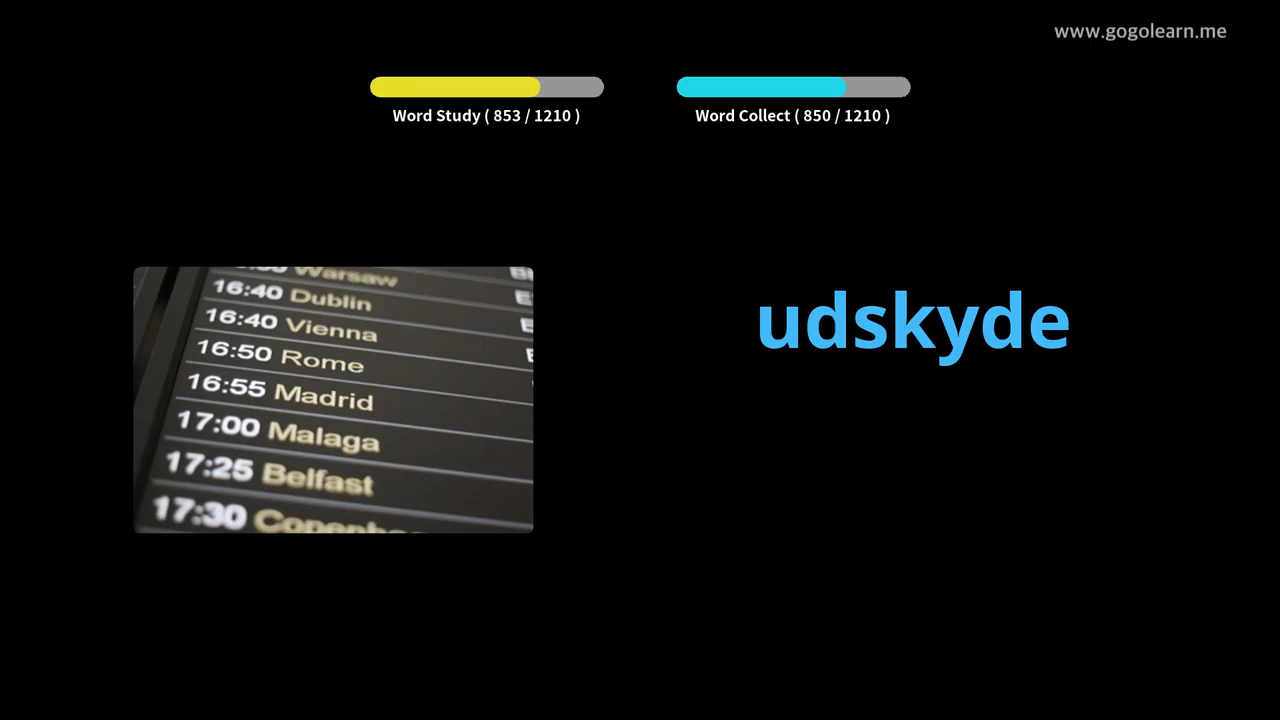 www.gogolearn.me
Word Study ( 853 / 1210 )
Word Collect ( 850 / 1210 )
Warsaw
16:40 Dublin
16:40 Vienna
16:50 Rome
16:55 Madrid
17:00 Malaga
17:25 Belfast
17:30
udskyde